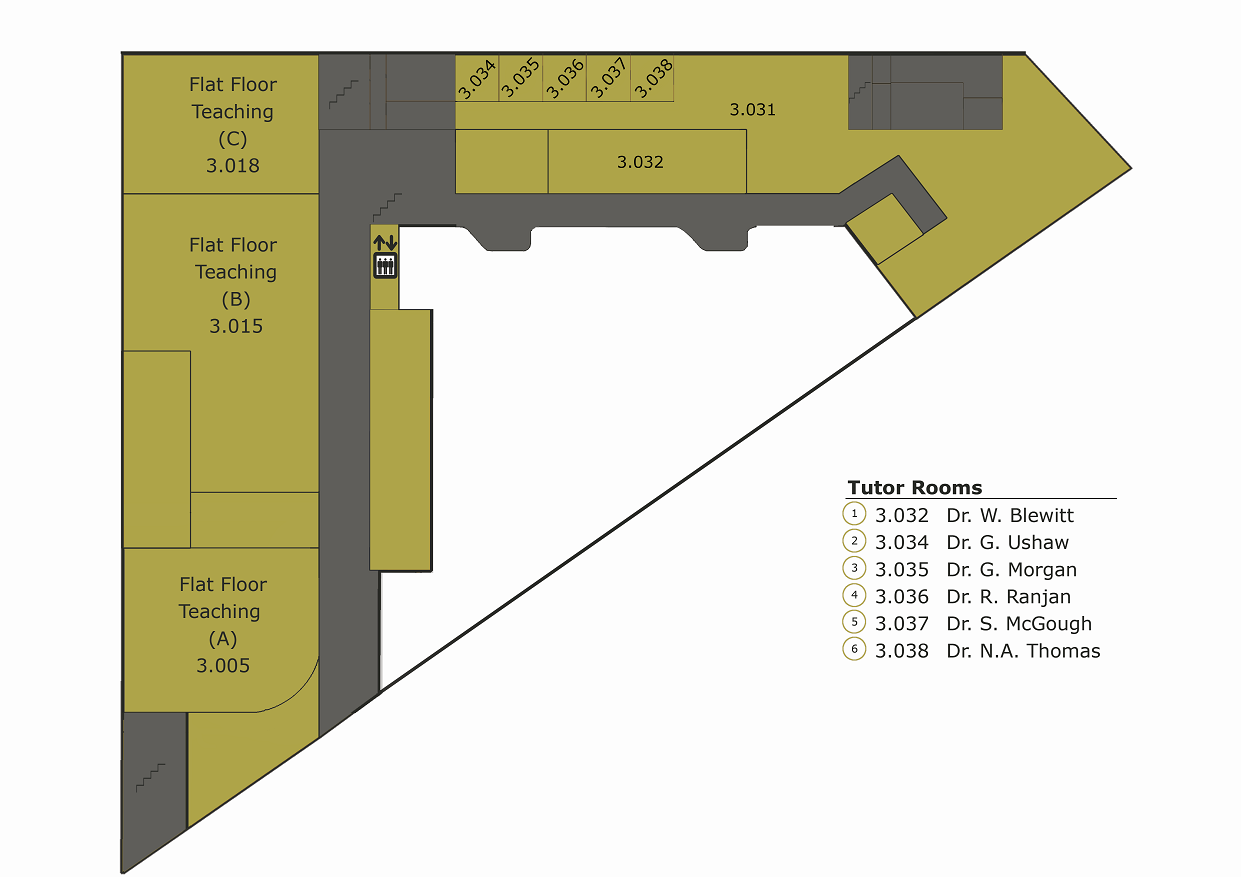 Flat Floor
Teaching
(C)
3.018
3.034
3.035
3.036
3.037
3.038
3.031
3.032
Flat Floor
Teaching
(B)
3.015
Flat Floor
Teaching
(A)
3.005
Tutor Rooms
1 3.032 Dr. W. Blewitt
2 3.034 Dr. G. Ushaw
3 3.035 Dr. G. Morgan
4 3.036 Dr. R. Ranjan
5 3.037 Dr. S. McGough
6 3.038 Dr. N.A. Thomas